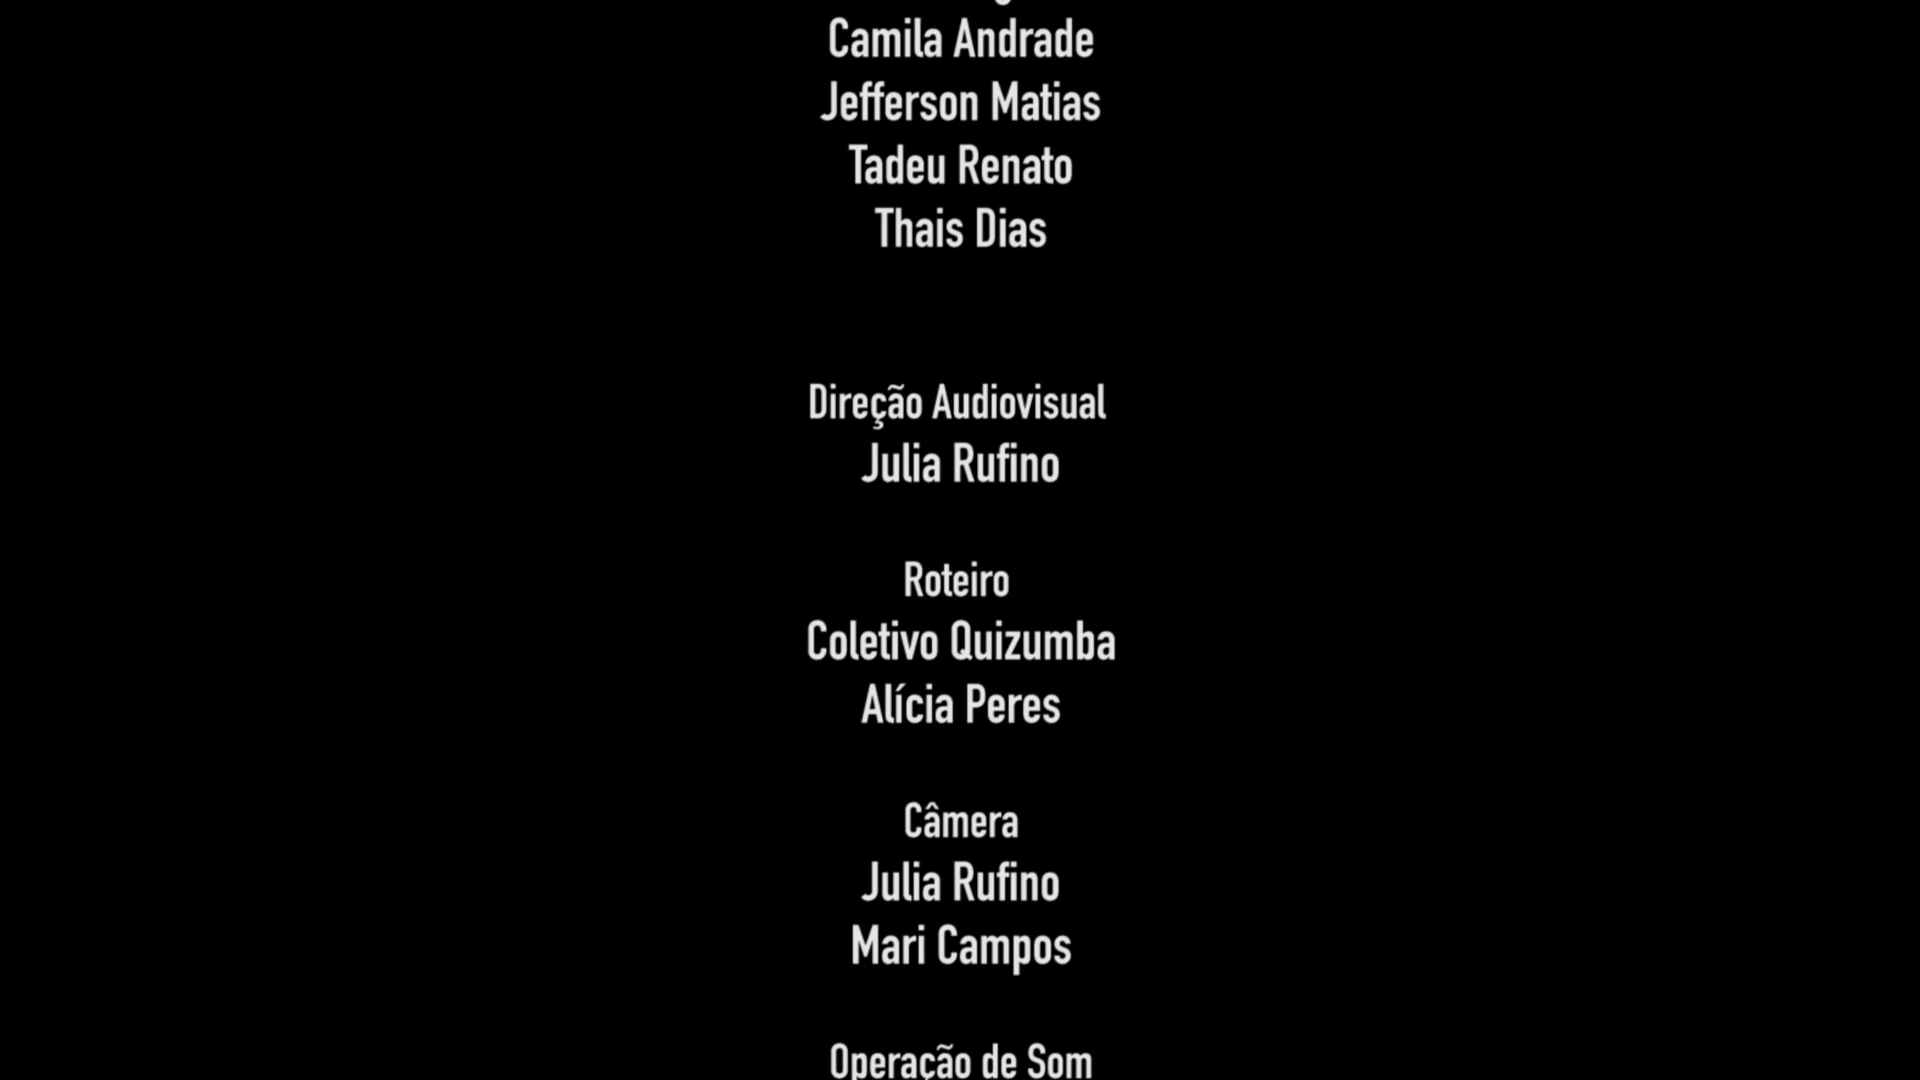 Camila Andrade
Jefferson Matias
Tadeu Renato
Thais Dias
Direção Audiovisual
Julia Rufino
Roteiro
Coletivo Quizumba
Alícia Peres
Câmera
Julia Rufino
Mari Campos
Operação de Som